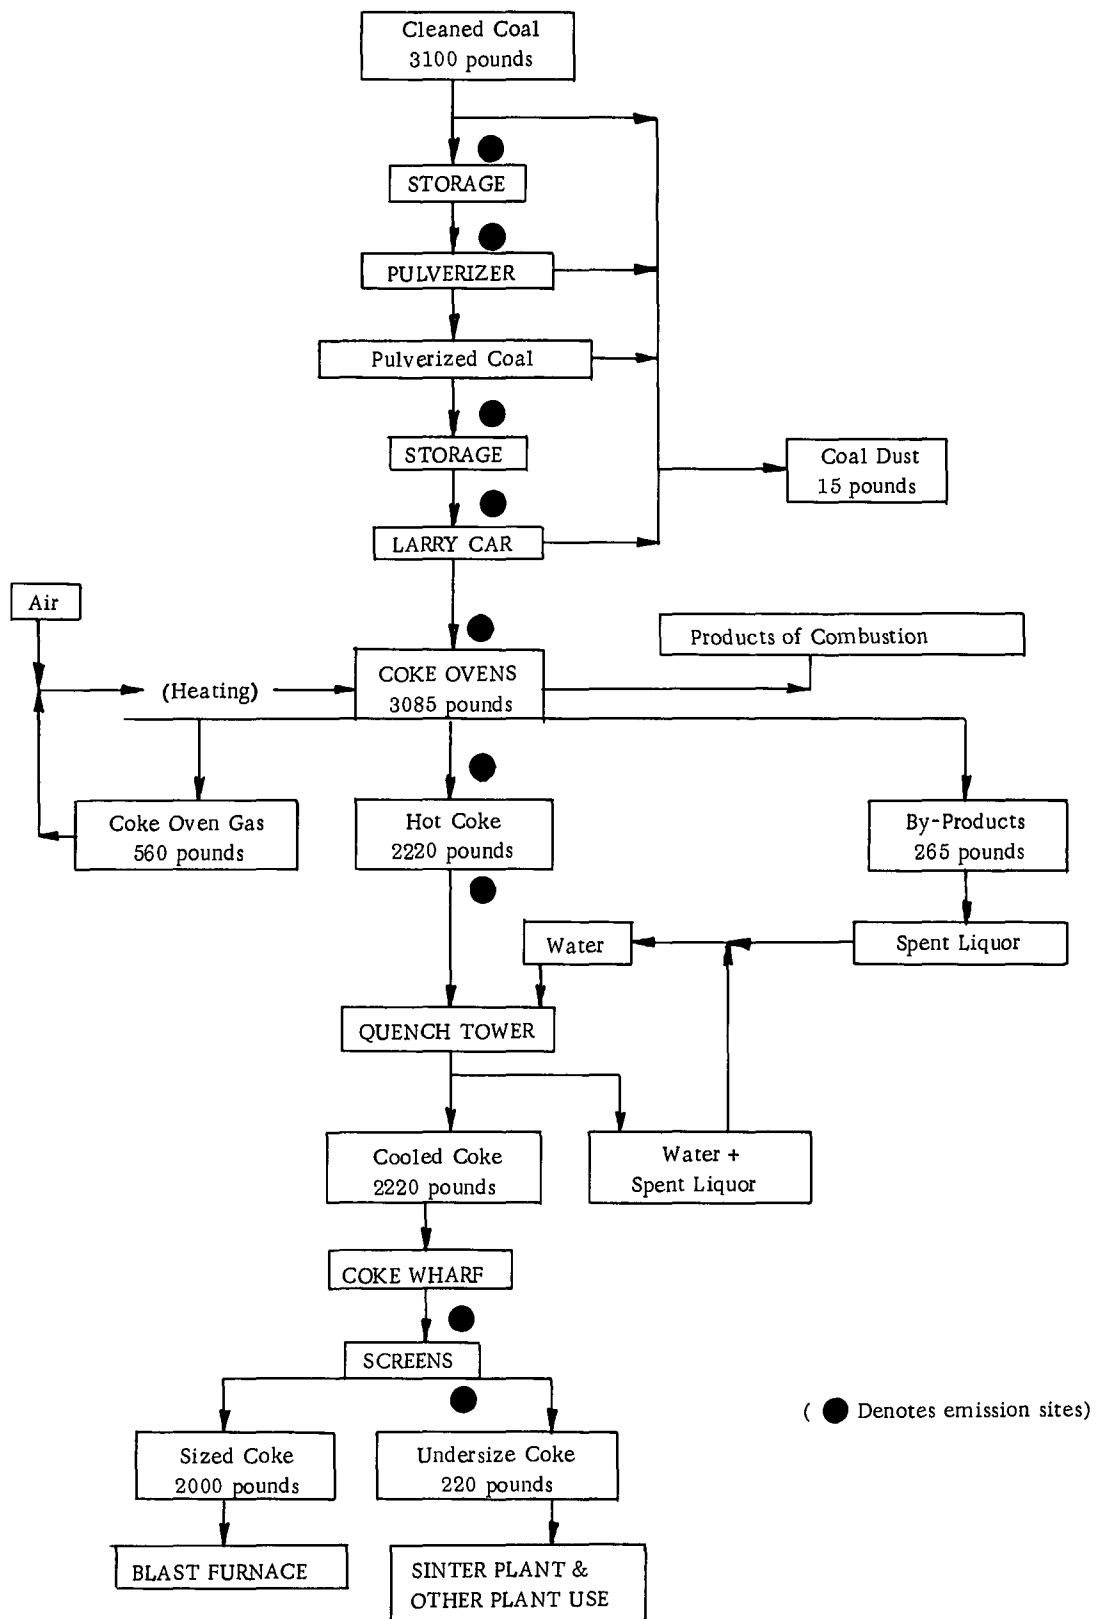 Cleaned Coal
3100 pounds
STORAGE
PULVERIZER
Pulverized Coal
STORAGE
Coal Dust
15 pounds
LARRY CAR
Air
Products of Combustion
(Heating)
COKE OVENS
3085 pounds
Coke Oven Gas
560 pounds
Hot Coke
2220 pounds
By-Products
265 pounds
Water
Spent Liquor
QUENCH TOWER
Cooled Coke
2220 pounds
Water +
Spent Liquor
COKE WHARF
SCREENS
( ● Denotes emission sites)
Sized Coke
2000 pounds
Undersize Coke
220 pounds
BLAST FURNACE
SINTER PLANT &
OTHER PLANT USE